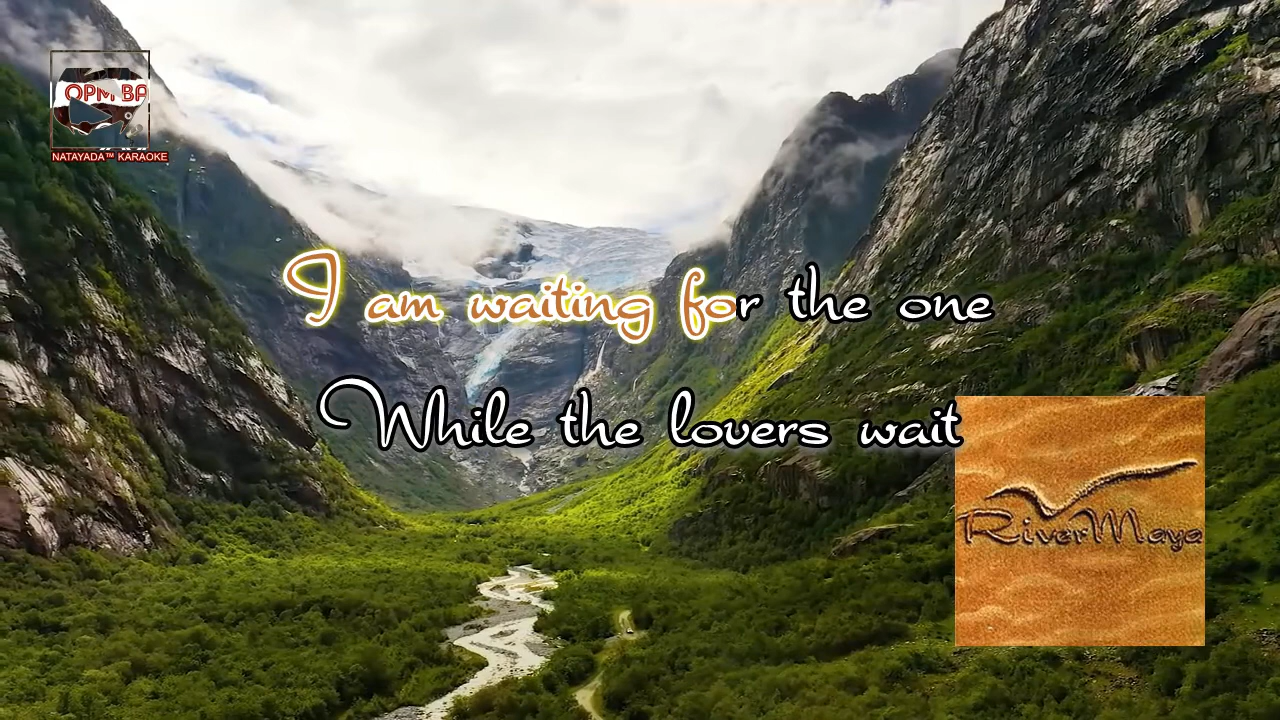 OPM BA
NATAYADA™ KARAOKE
I am waiting for the one
While the lovers wait
RiverMaya